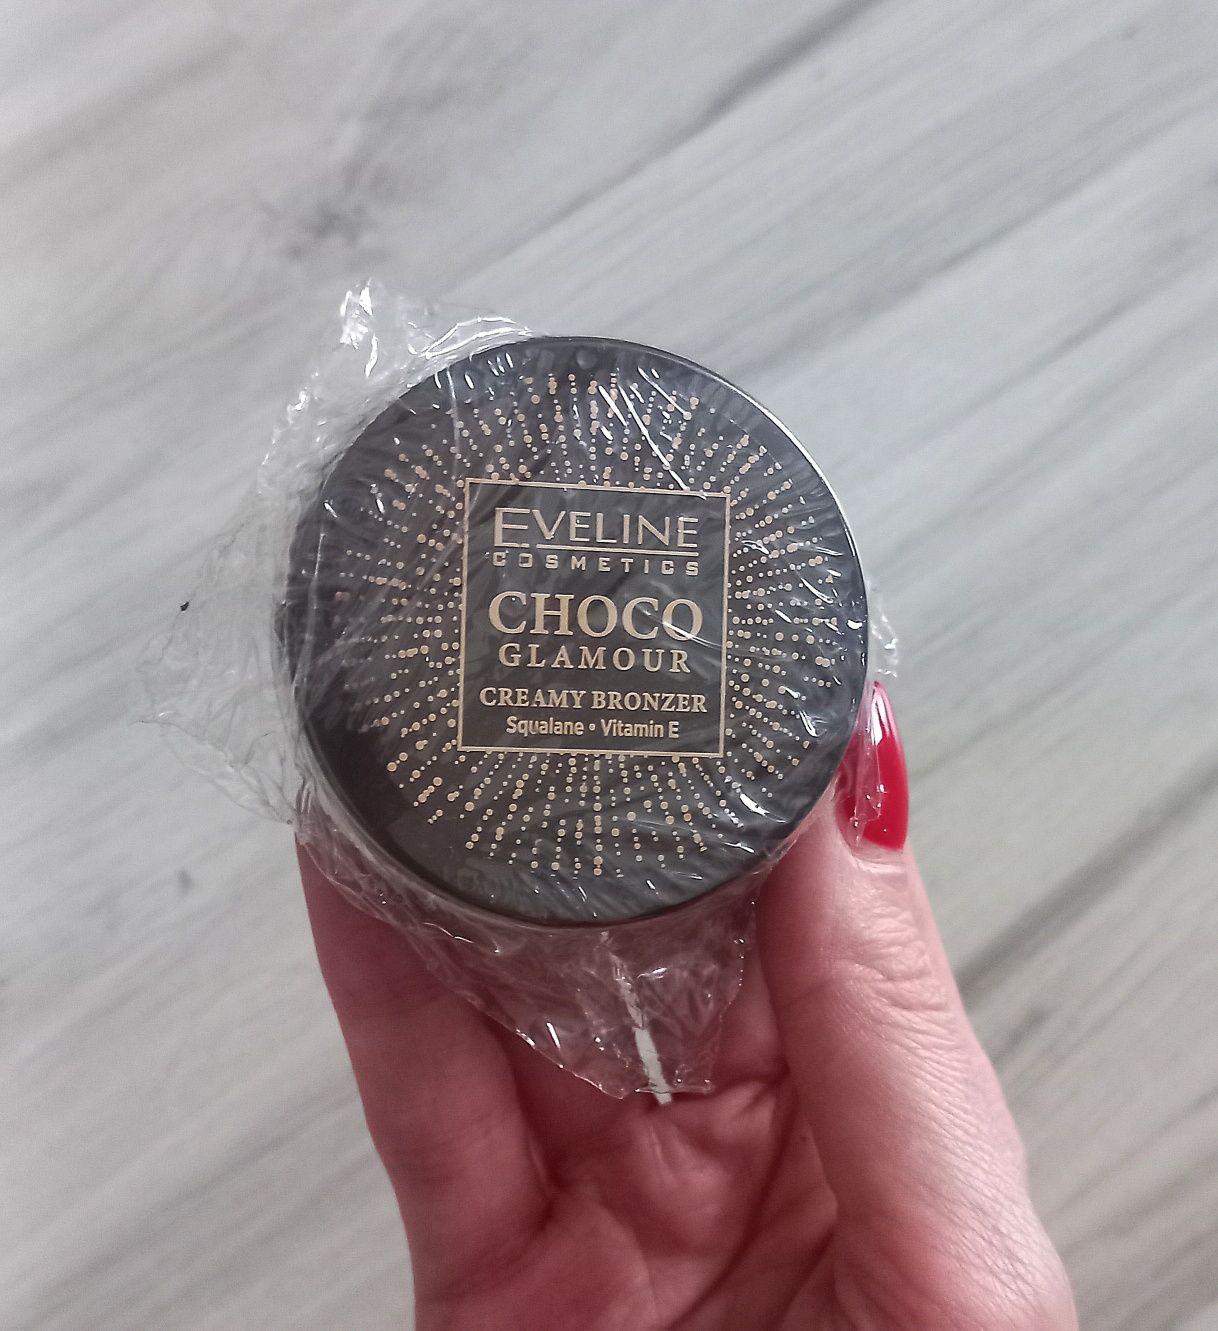 EVELINE
COSMETICS
CHOCO
GLAMOUR
CREAMY BRONZER
Squalane • Vitamin E